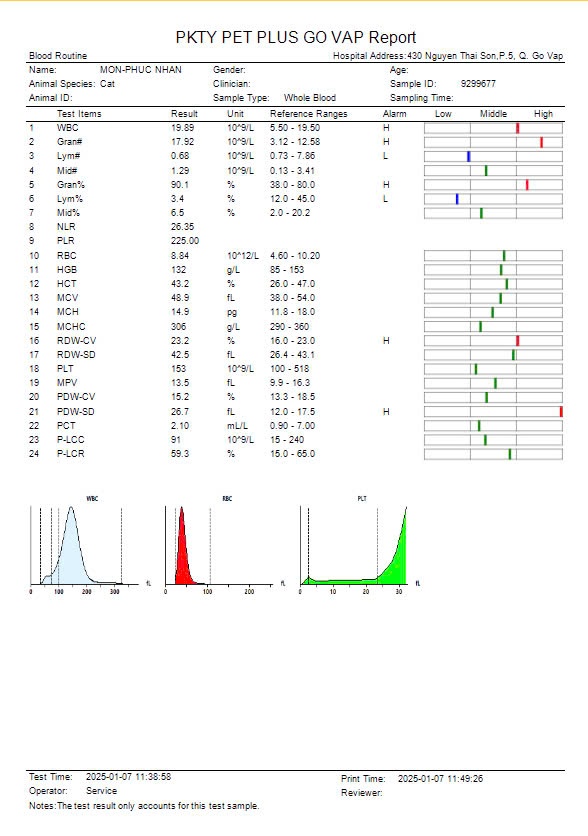 PKTY PET PLUS GO VAP Report
Blood Routine Hospital Address:430 Nguyen Thai Son,P.5, Q. Go Vap
Name: MON-PHUC NHAN Gender: Age:
Animal Species: Cat Clinician: Sample ID: 9299677
Animal ID: Sample Type: Whole Blood Sampling Time:
Test Items Result Unit Reference Ranges Alarm Low Middle High
1 WBC 19.89 10^9/L 5.50 - 19.50 H
2 Gran# 17.92 10^9/L 3.12 - 12.58 H
3 Lym# 0.68 10^9/L 0.73 - 7.86 L
4 Mid# 1.29 10^9/L 0.13 - 3.41
5 Gran% 90.1 % 38.0 - 80.0 H
6 Lym% 3.4 % 12.0 - 45.0 L
7 Mid% 6.5 % 2.0 - 20.2
8 NLR 26.35
9 PLR 225.00
10 RBC 8.84 10^12/L 4.60 - 10.20
11 HGB 132 g/L 85 - 153
12 HCT 43.2 % 26.0 - 47.0
13 MCV 48.9 fL 38.0 - 54.0
14 MCH 14.9 pg 11.8 - 18.0
15 MCHC 306 g/L 290 - 360
16 RDW-CV 23.2 % 16.0 - 23.0 H
17 RDW-SD 42.5 fL 26.4 - 43.1
18 PLT 153 10^9/L 100 - 518
19 MPV 13.5 fL 9.9 - 16.3
20 PDW-CV 15.2 % 13.3 - 18.5
21 PDW-SD 26.7 fL 12.0 - 17.5 H
22 PCT 2.10 mL/L 0.90 - 7.00
23 P-LCC 91 10^9/L 15 - 240
24 P-LCR 59.3 % 15.0 - 65.0
WBC RBC PLT
0 100 200 300 fL 0 100 200 fL 0 10 20 30 fL
Test Time: 2025-01-07 11:38:58 Print Time: 2025-01-07 11:49:26
Operator: Service Reviewer:
Notes:The test result only accounts for this test sample.